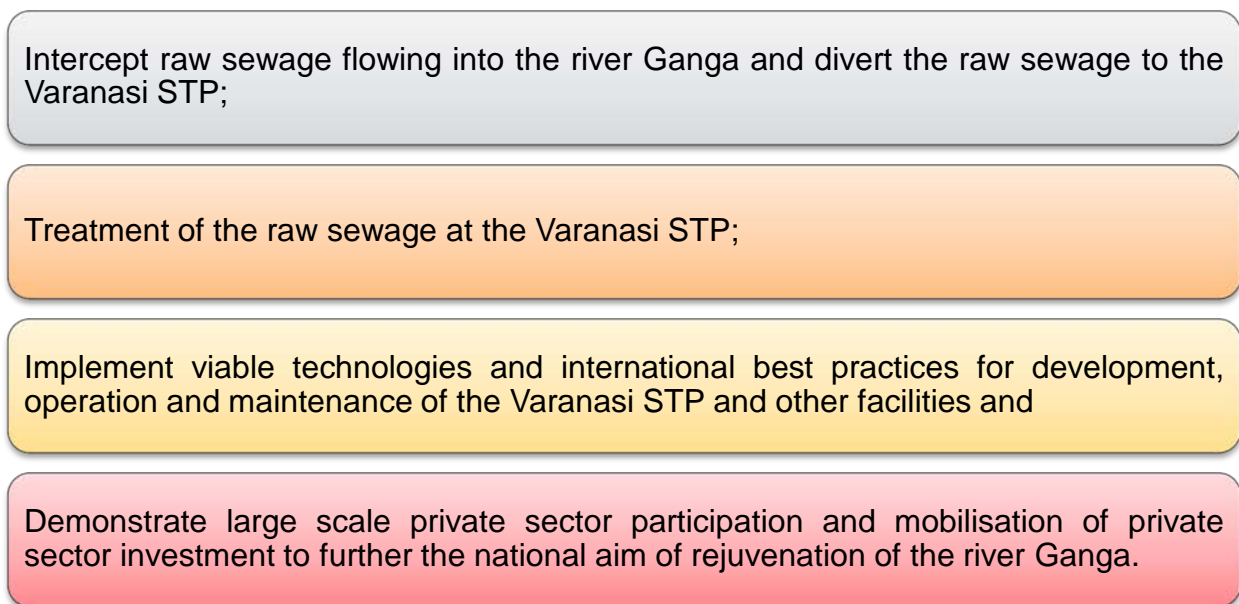 Intercept raw sewage flowing into the river Ganga and divert the raw sewage to the
Varanasi STP;
Treatment of the raw sewage at the Varanasi STP;
Implement viable technologies and international best practices for development,
operation and maintenance of the Varanasi STP and other facilities and
Demonstrate large scale private sector participation and mobilisation of private
sector investment to further the national aim of rejuvenation of the river Ganga.